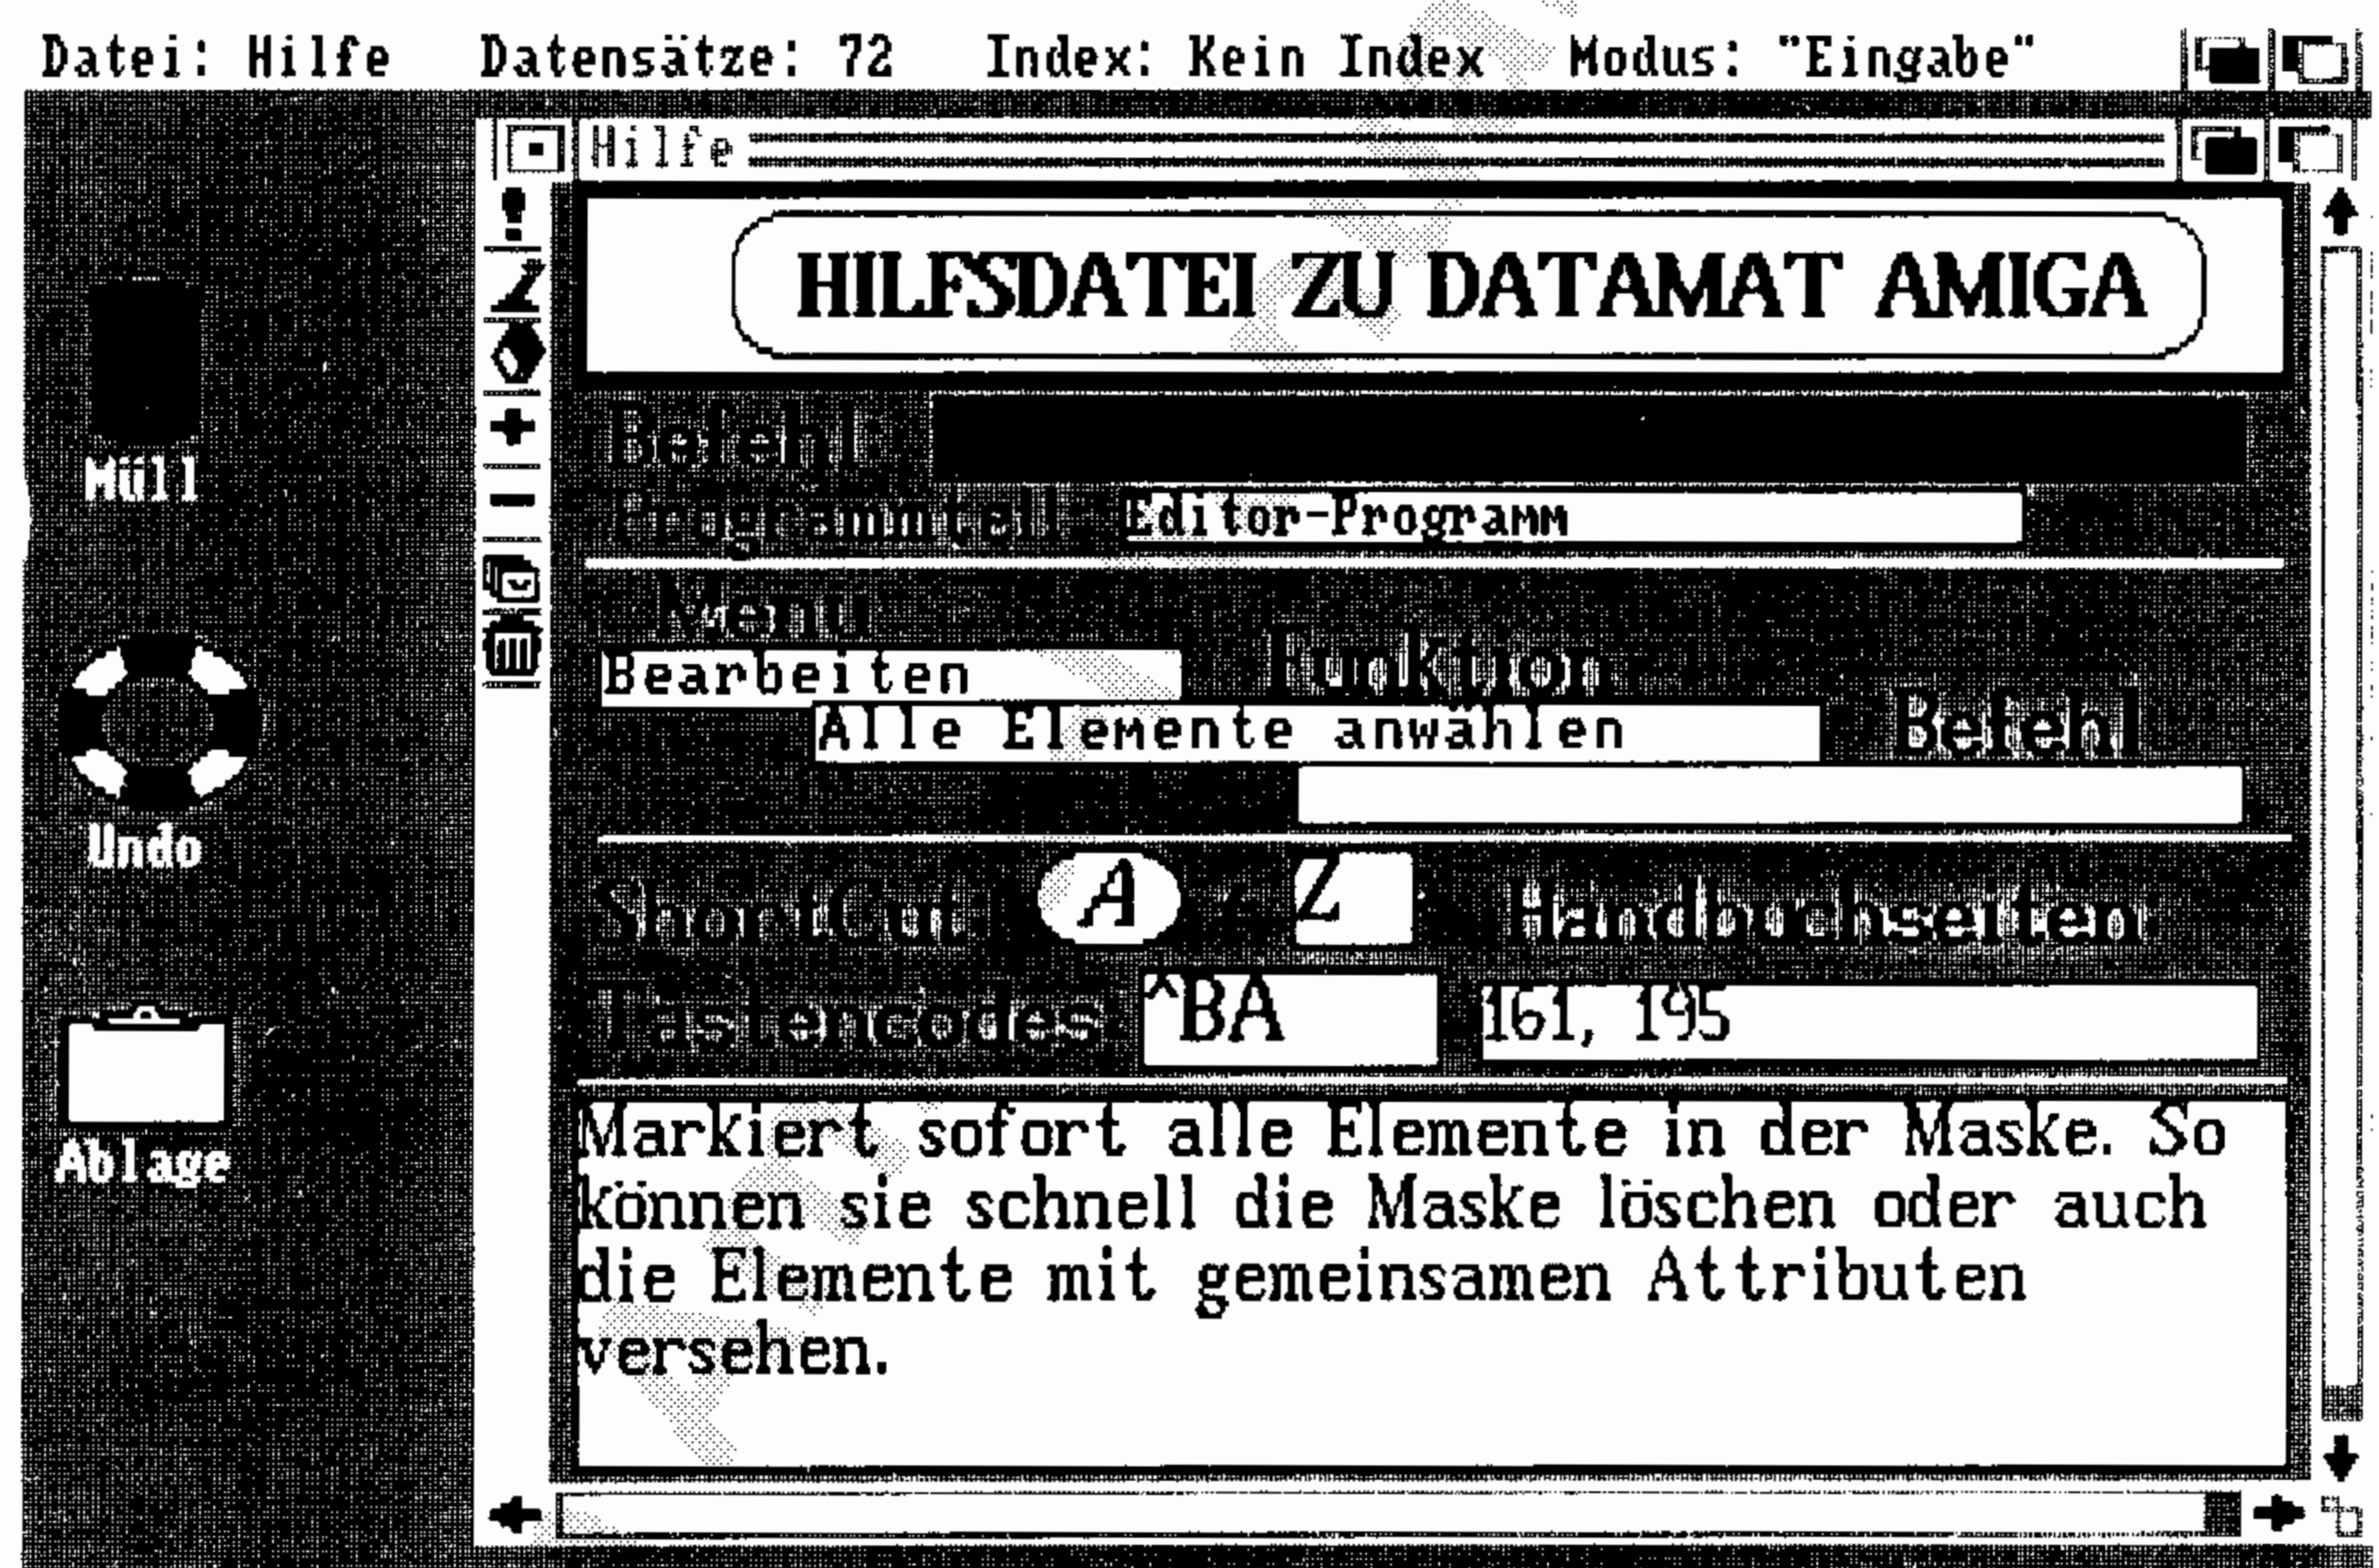 Datei: Hilfe Datensätze: 72 Index: Kein Index Modus: "Eingabe"
Hilfe
HILFSDATEI ZU DATAMAT AMIGA
Befehl:
Programmteil: Editor-Programm
Menu
Bearbeiten
Funktion
Alle Elemente anwählen
Befehl
ShortCut: A + Z Handbuchseiten:
Tastencodes: ^BA 161, 195
Markiert sofort alle Elemente in der Maske. So
können sie schnell die Maske löschen oder auch
die Elemente mit gemeinsamen Attributen
versehen.
Müll
Undo
Ablage